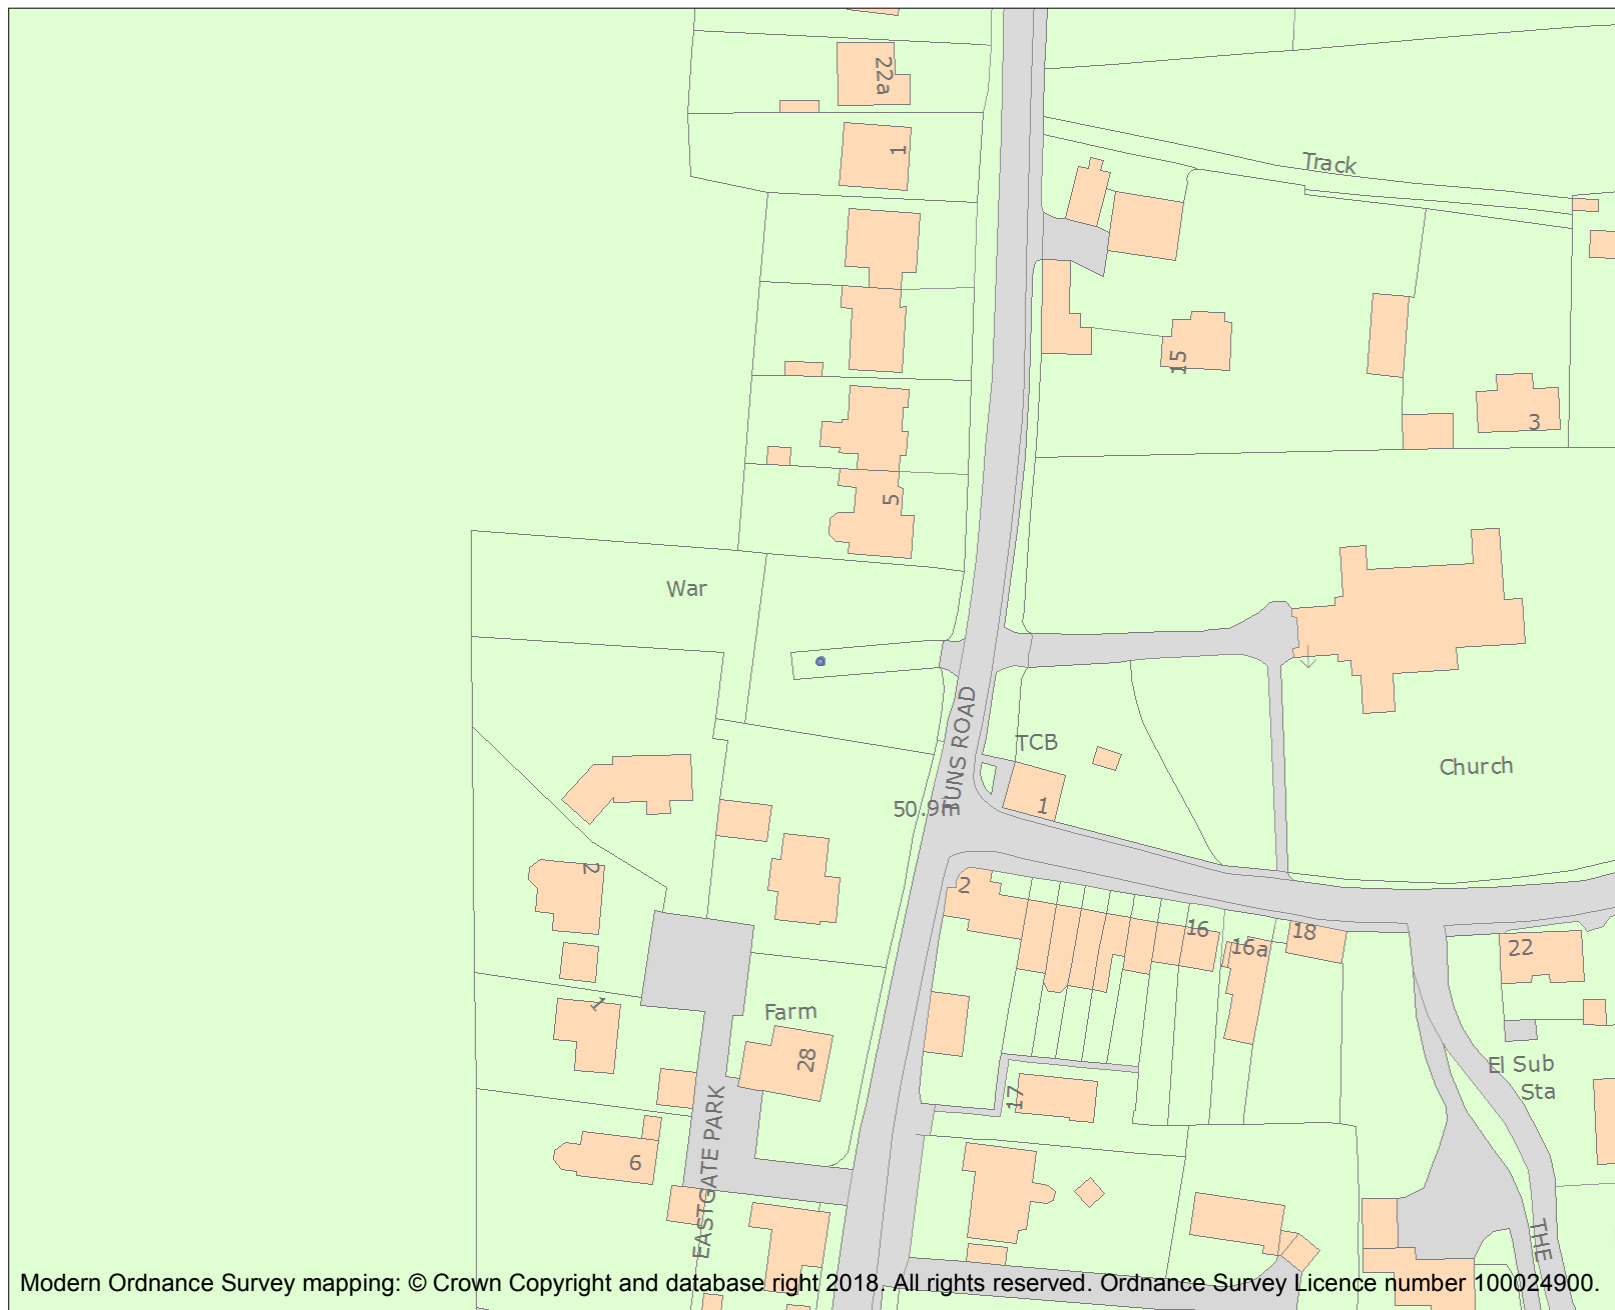 22a
1
Track
15
3
5
War
TUNS ROAD
TCB
Church
50.9m
1
2
2
16
16a
18
22
1
Farm
28
El Sub
Sta
17
EASTGATE PARK
6
THE
Modern Ordnance Survey mapping: © Crown Copyright and database right 2018. All rights reserved. Ordnance Survey Licence number 100024900.